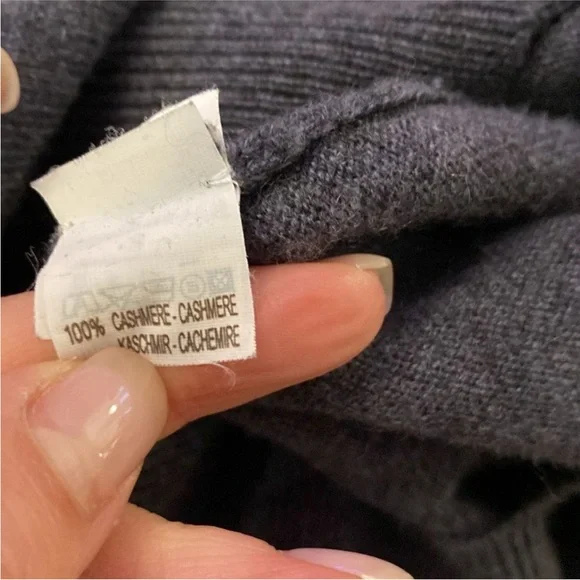 100% CASHMERE - CASHMERE
KASCHMIR - CACHEMIRE